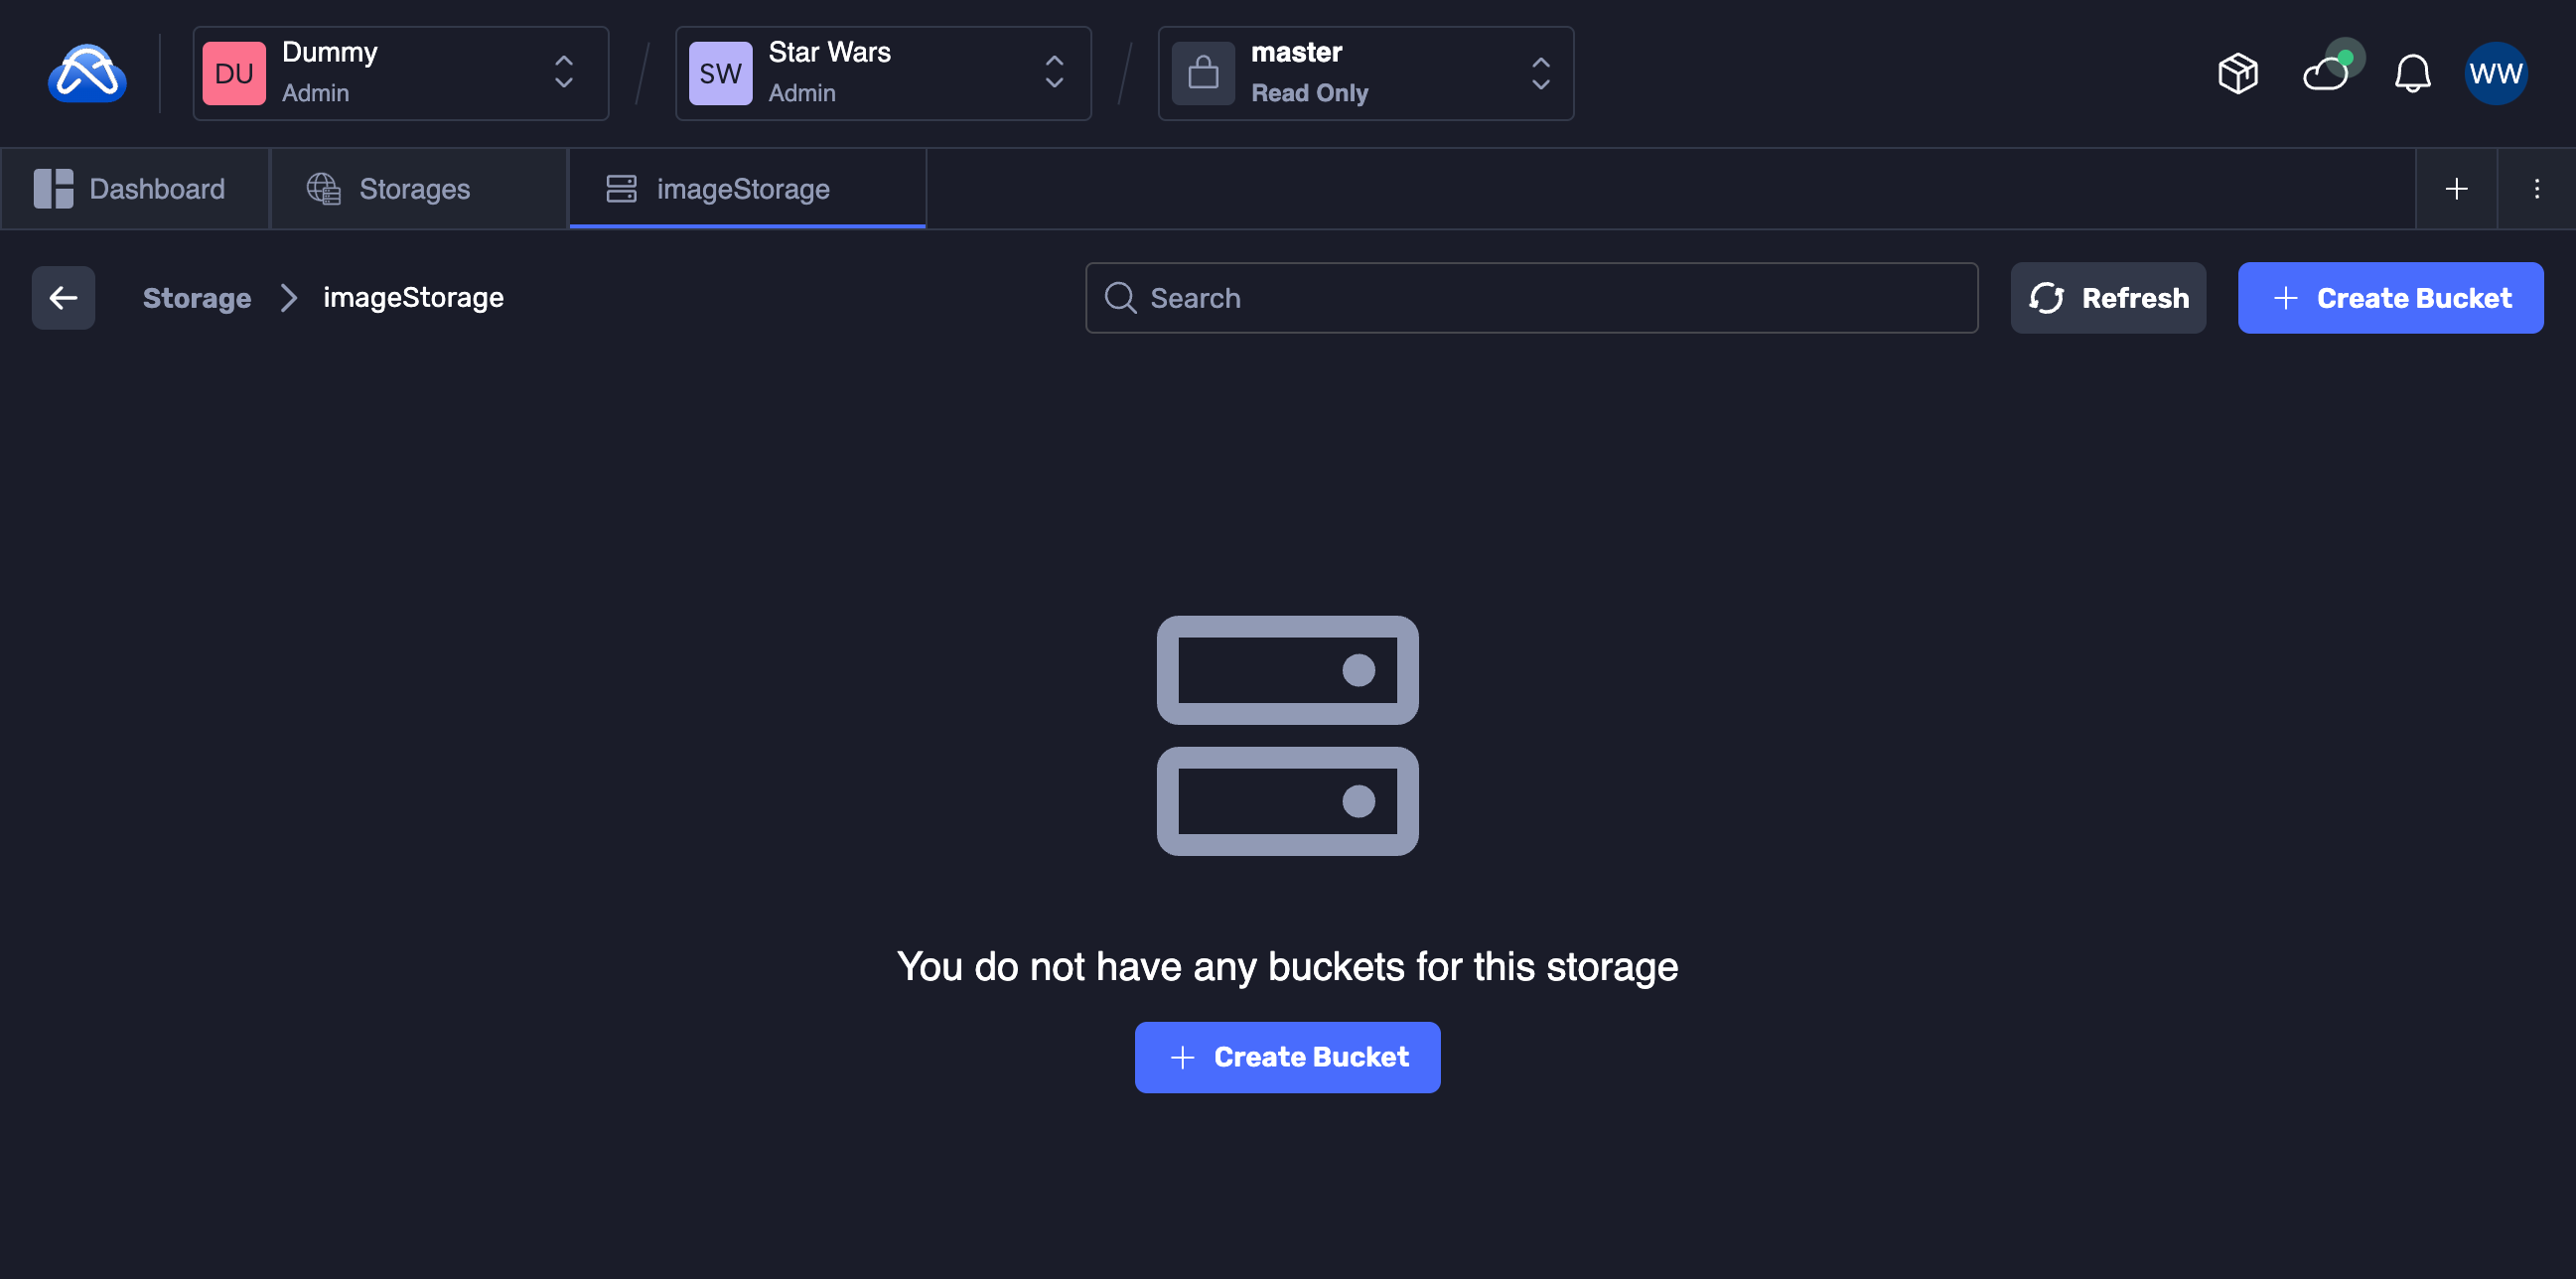 DU
Dummy
Admin
SW
Star Wars
Admin
master
Read Only
WW
Dashboard
Storages
imageStorage
Storage
imageStorage
Search
Refresh
Create Bucket
You do not have any buckets for this storage
Create Bucket